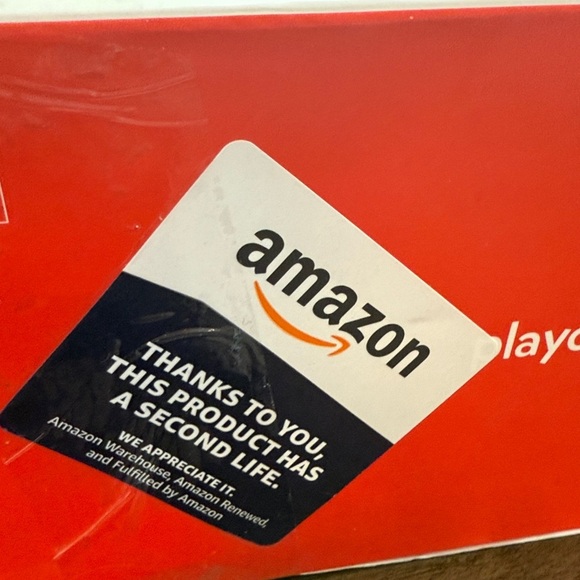 amazon
THANKS TO YOU,
THIS PRODUCT HAS
A SECOND LIFE.
WE APPRECIATE IT.
Amazon Warehouse, Amazon Renewed,
and Fulfilled by Amazon